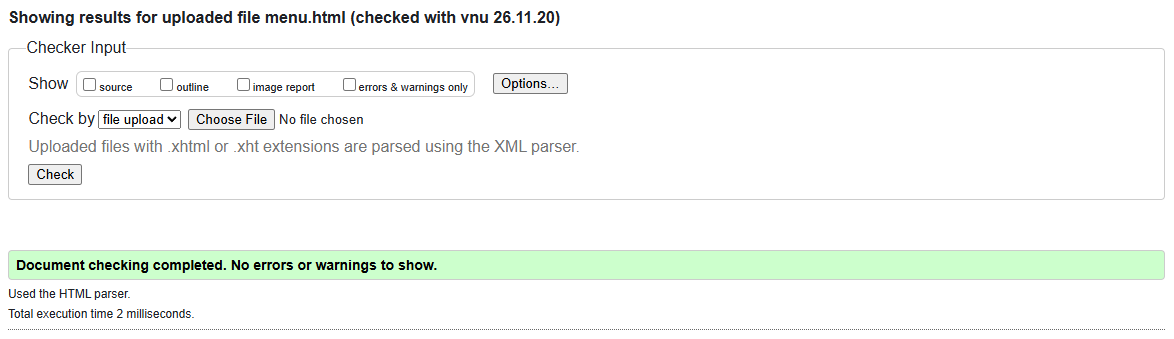 Showing results for uploaded file menu.html (checked with vnu 26.11.20)
Checker Input
Show source outline image report errors & warnings only Options...
Check by file upload Choose File No file chosen
Uploaded files with .xhtml or .xht extensions are parsed using the XML parser.
Check
Document checking completed. No errors or warnings to show.
Used the HTML parser.
Total execution time 2 milliseconds.